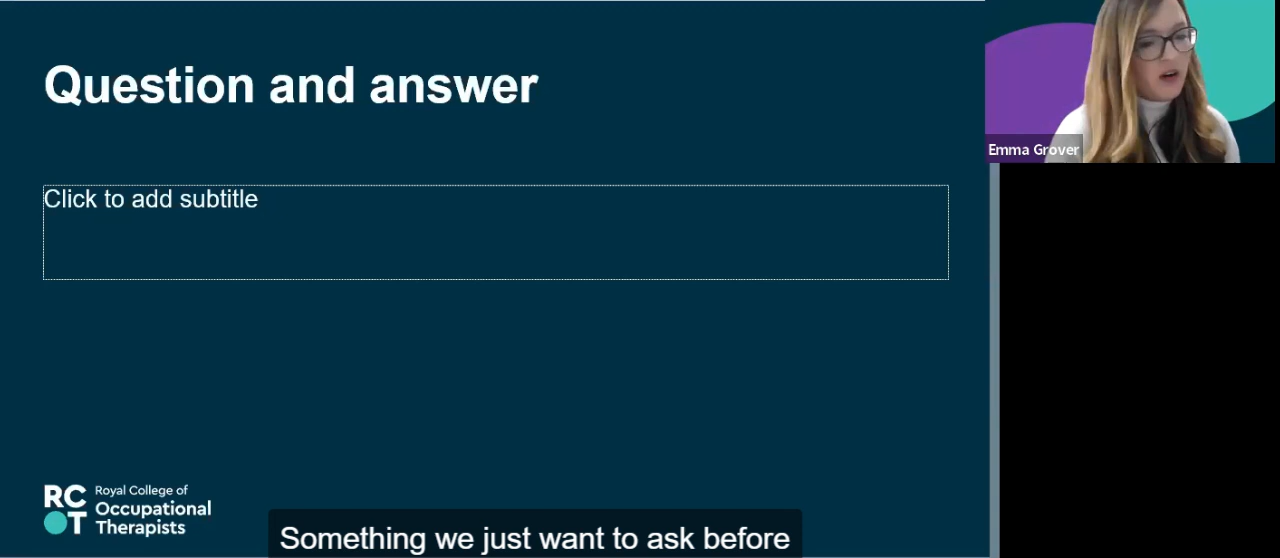 Question and answer
Emma Grover
Click to add subtitle
RC
OT
Royal College of
Occupational
Therapists
Something we just want to ask before